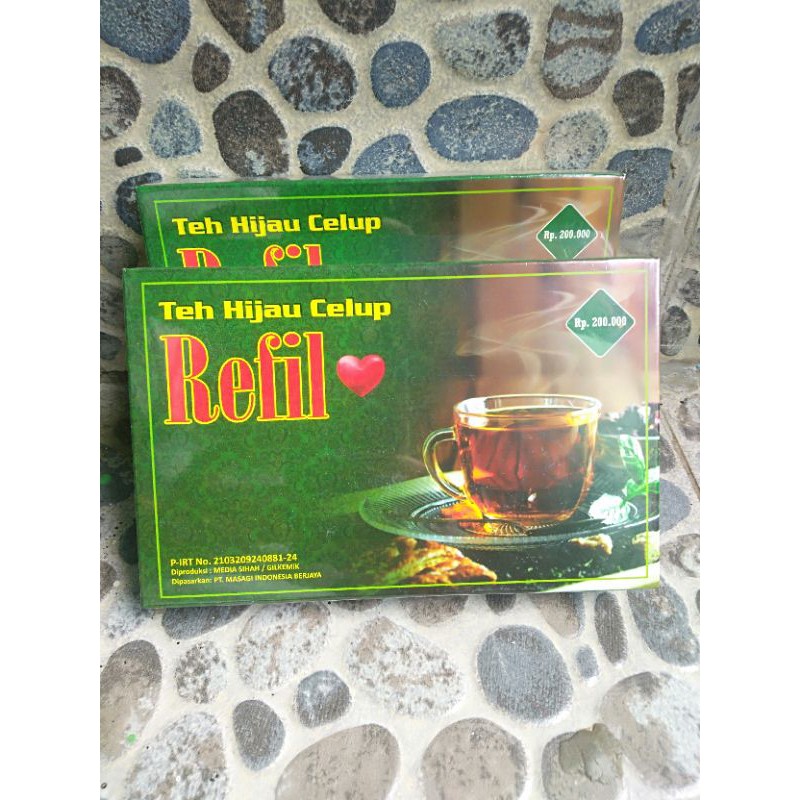 Teh Hijau Celup
Refil
Rp. 200.000
Teh Hijau Celup
Refil
Rp. 200.000
P-IRT No. 2103209240881-24
Diproduksi : MEDIA SIHAH / GILKEMIK
Dipasarkan: PT. MASAGI INDONESIA BERJAYA